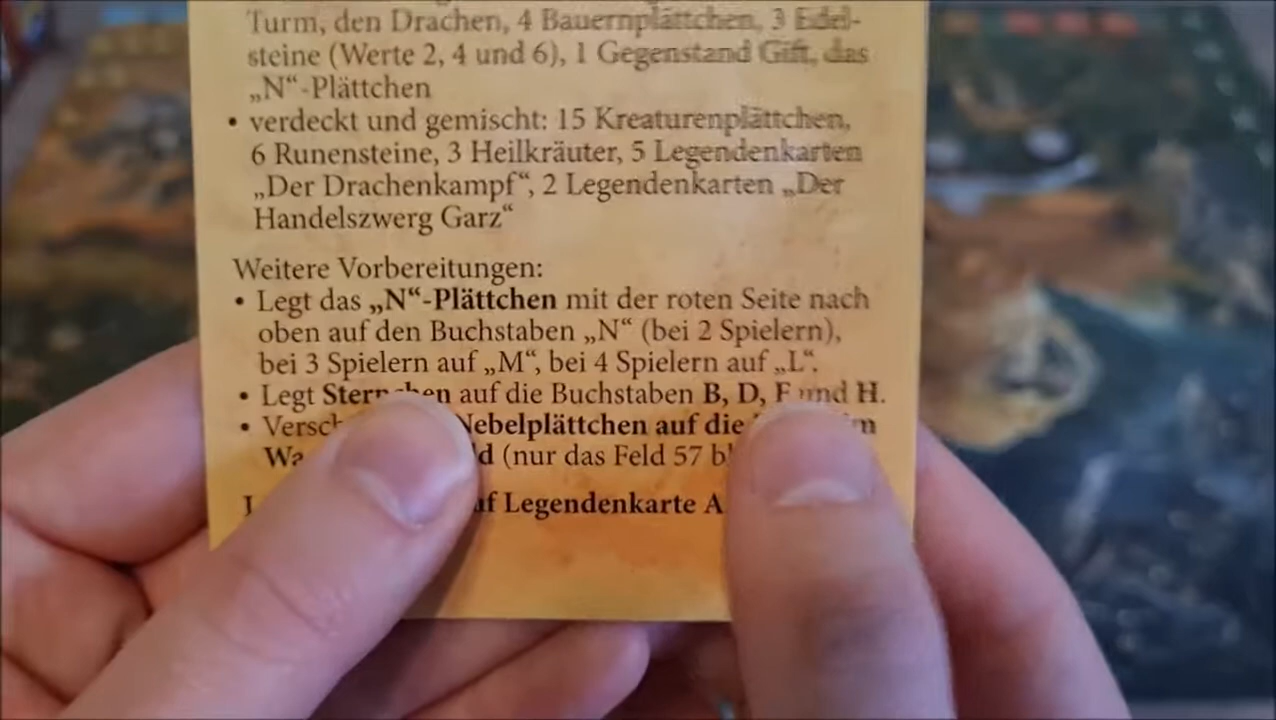 Turm, den Drachen, 4 Bauernplättchen, 3 Edel-
steine (Werte 2, 4 und 6), 1 Gegenstand Gift, das
„N“-Plättchen
• verdeckt und gemischt: 15 Kreaturenplättchen,
6 Runensteine, 3 Heilkräuter, 5 Legendenkarten
„Der Drachenkampf“, 2 Legendenkarten „Der
Handelszwerg Garz“
Weitere Vorbereitungen:
• Legt das „N“-Plättchen mit der roten Seite nach
oben auf den Buchstaben „N“ (bei 2 Spielern),
bei 3 Spielern auf „M“, bei 4 Spielern auf „L“.
• Legt Sternchen auf die Buchstaben B, D, F und H.
• Nebelplättchen auf die
(nur das Feld 57
Legendenkarte A